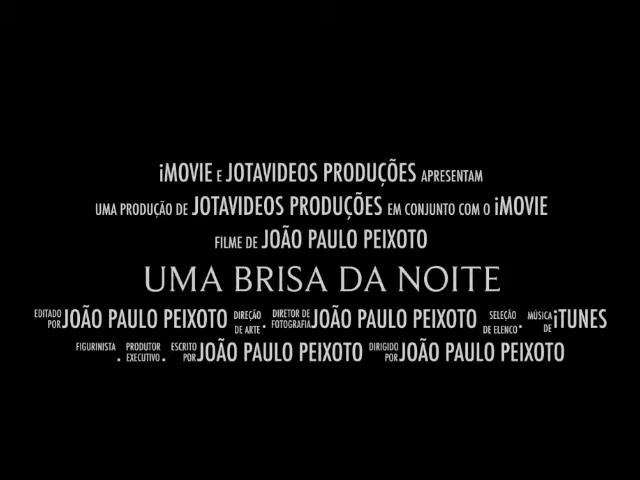 iMOVIE E JOTAVIDEOS PRODUÇÕES APRESENTAM
UMA PRODUÇÃO DE JOTAVIDEOS PRODUÇÕES EM CONJUNTO COM O iMOVIE
FILME DE JOÃO PAULO PEIXOTO
UMA BRISA DA NOITE
EDITADO POR JOÃO PAULO PEIXOTO DIREÇÃO DE ARTE . DIRETOR DE FOTOGRAFIA JOÃO PAULO PEIXOTO SELEÇÃO DE ELENCO . MÚSICA DE iTUNES
FIGURINISTA . PRODUTOR EXECUTIVO . ESCRITO POR JOÃO PAULO PEIXOTO DIRIGIDO POR JOÃO PAULO PEIXOTO